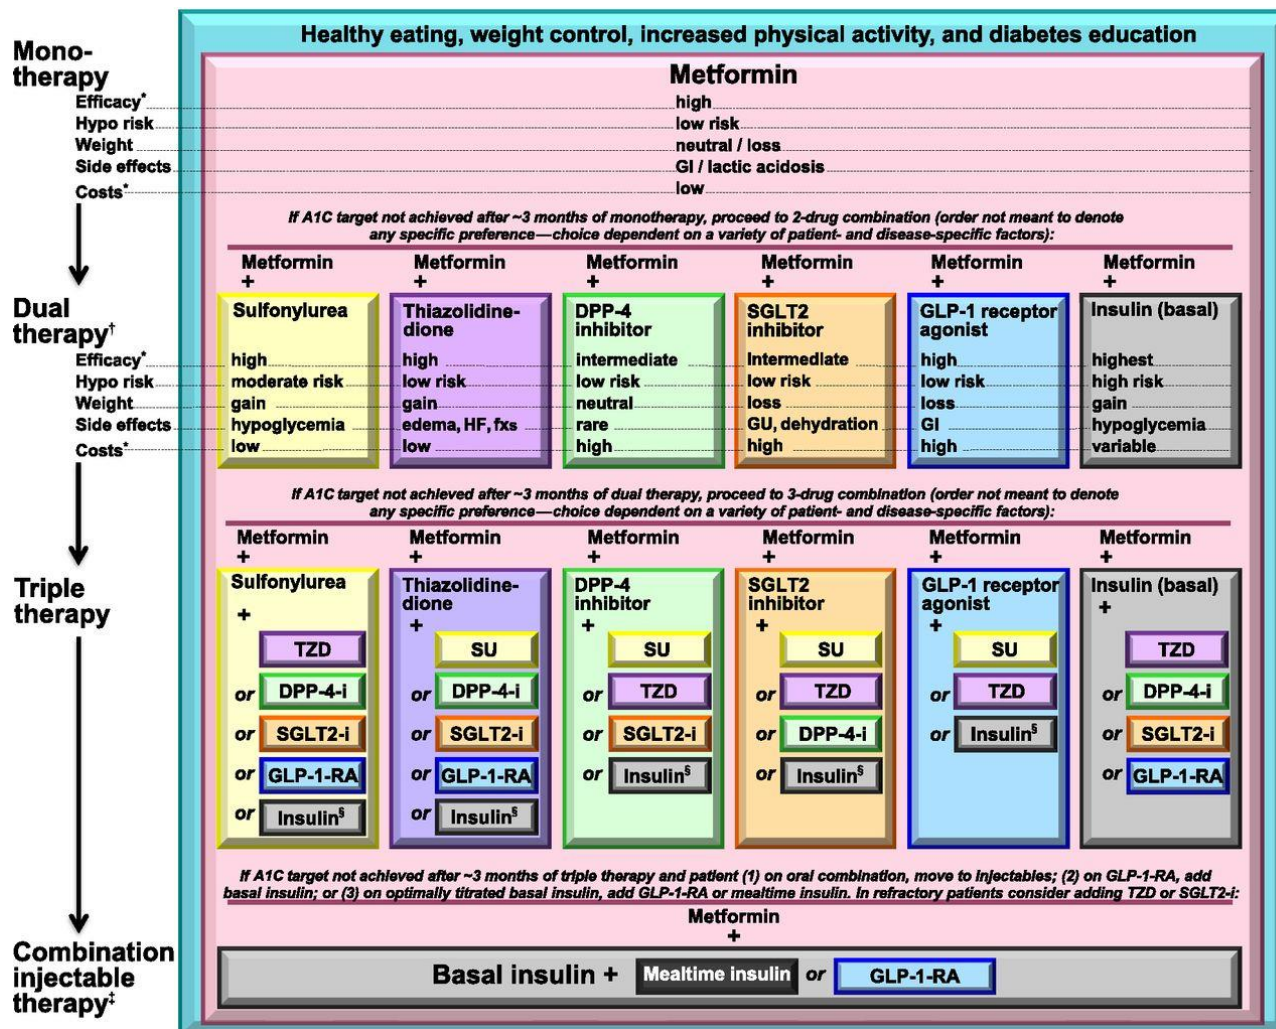 Healthy eating, weight control, increased physical activity, and diabetes education
Mono-
therapy
Metformin
Efficacy* high
Hypo risk low risk
Weight neutral / loss
Side effects GI / lactic acidosis
Costs* low
If A1C target not achieved after ~3 months of monotherapy, proceed to 2-drug combination (order not meant to denote
any specific preference—choice dependent on a variety of patient- and disease-specific factors):
Metformin Metformin Metformin Metformin Metformin Metformin
+ + + + + +
Dual
therapy†
Sulfonylurea Thiazolidine- DPP-4 SGLT2 GLP-1 receptor Insulin (basal)
dione inhibitor inhibitor agonist
Efficacy* high high intermediate intermediate high highest
Hypo risk moderate risk low risk low risk low risk low risk high risk
Weight gain gain neutral loss loss gain
Side effects hypoglycemia edema, HF, fxs rare GU, dehydration GI hypoglycemia
Costs* low low high high high variable
If A1C target not achieved after ~3 months of dual therapy, proceed to 3-drug combination (order not meant to denote
any specific preference—choice dependent on a variety of patient- and disease-specific factors):
Metformin Metformin Metformin Metformin Metformin Metformin
+ + + + + +
Triple
therapy
Sulfonylurea Thiazolidine- DPP-4 SGLT2 GLP-1 receptor Insulin (basal)
dione inhibitor inhibitor agonist
+ + + + + +
TZD SU SU SU SU TZD
or DPP-4-i or DPP-4-i or TZD or TZD or TZD or DPP-4-i
or SGLT2-i or SGLT2-i or SGLT2-i or DPP-4-i or Insulin§ or SGLT2-i
or GLP-1-RA or GLP-1-RA or Insulin§ or Insulin§ or GLP-1-RA
or Insulin§ or Insulin§
If A1C target not achieved after ~3 months of triple therapy and patient (1) on oral combination, move to injectables; (2) on GLP-1-RA, add
basal insulin; or (3) on optimally titrated basal insulin, add GLP-1-RA or mealtime insulin. In refractory patients consider adding TZD or SGLT2-i:
Metformin
+
Combination
injectable
therapy‡
Basal insulin + Mealtime insulin or GLP-1-RA